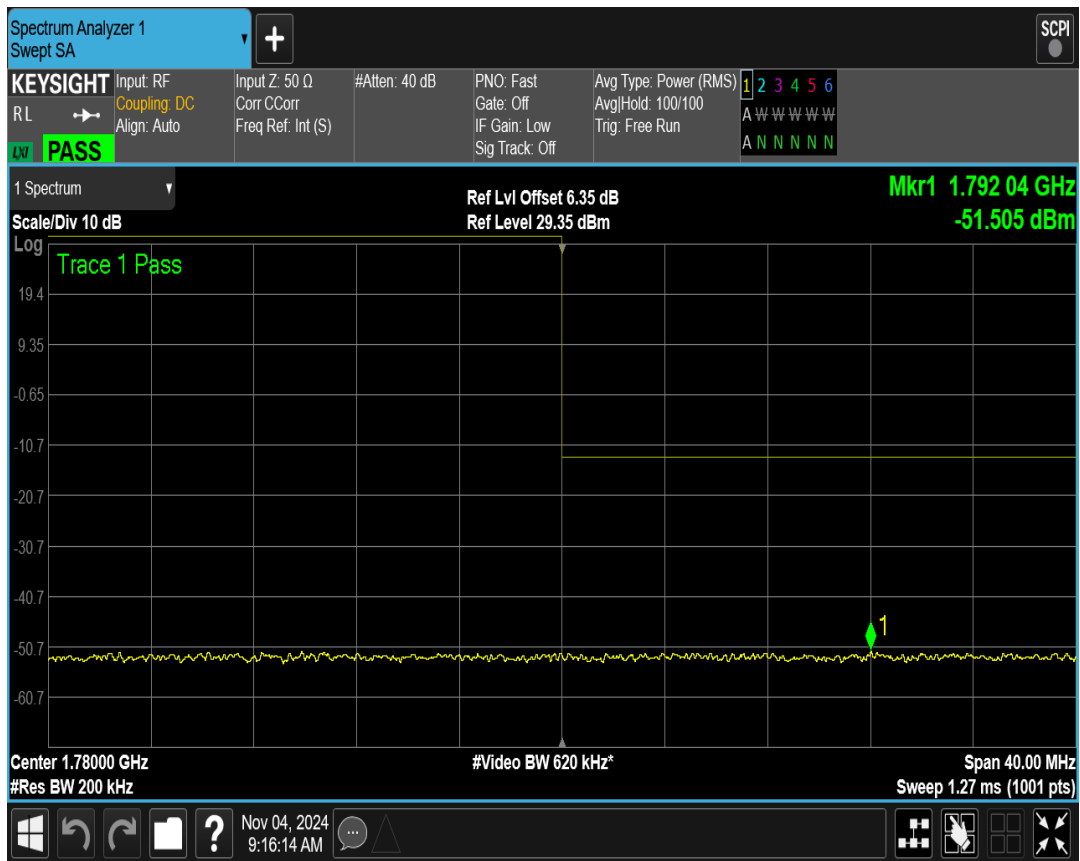 Spectrum Analyzer 1
Swept SA
+
SCPI
KEYSIGHT
RL
LXI PASS
Input: RF
Coupling: DC
Align: Auto
Input Z: 50 Ω
Corr CCorr
Freq Ref: Int (S)
#Atten: 40 dB
PNO: Fast
Gate: Off
IF Gain: Low
Sig Track: Off
Avg Type: Power (RMS)
Avg|Hold: 100/100
Trig: Free Run
1 2 3 4 5 6
A W W W W W
A N N N N N
1 Spectrum
Scale/Div 10 dB
Ref Lvl Offset 6.35 dB
Ref Level 29.35 dBm
Mkr1 1.792 04 GHz
-51.505 dBm
Log
Trace 1 Pass
19.4
9.35
-0.65
-10.7
-20.7
-30.7
-40.7
1
-50.7
-60.7
Center 1.78000 GHz
#Res BW 200 kHz
#Video BW 620 kHz*
Span 40.00 MHz
Sweep 1.27 ms (1001 pts)
?
Nov 04, 2024
9:16:14 AM